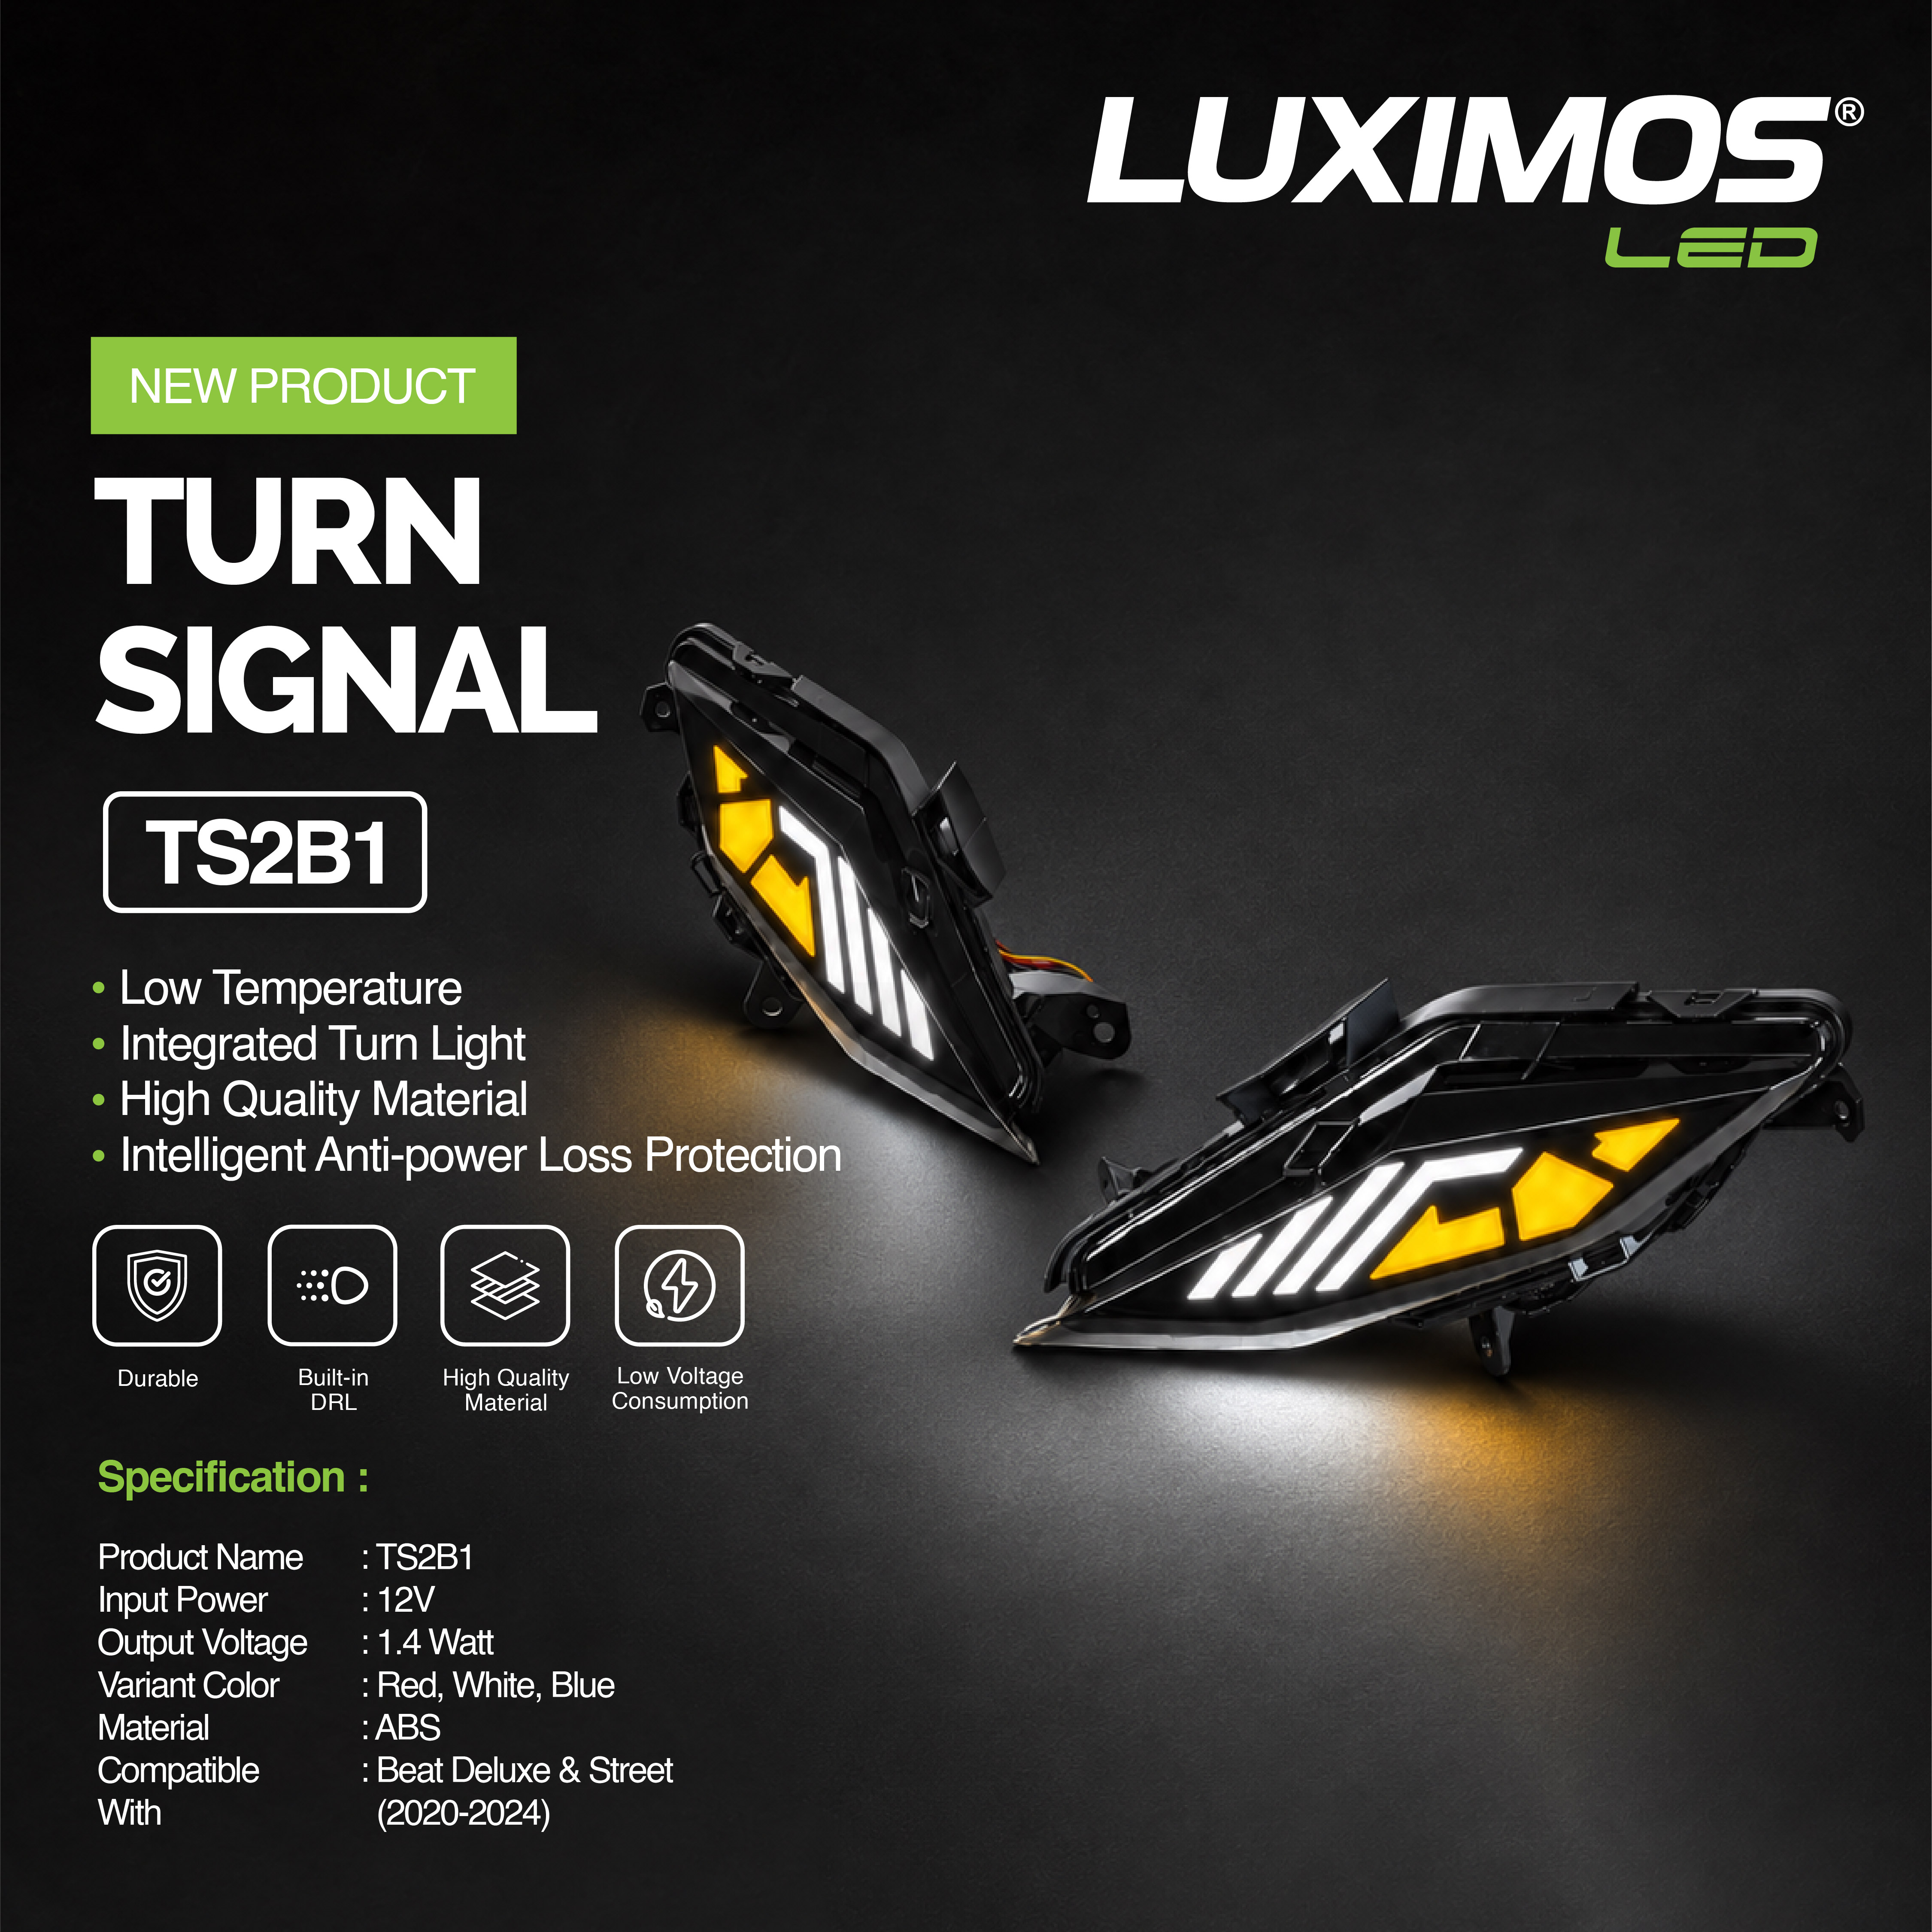 LUXIMOS®
LED
NEW PRODUCT
TURN
SIGNAL
TS2B1
• Low Temperature
• Integrated Turn Light
• High Quality Material
• Intelligent Anti-power Loss Protection
Durable
Built-in
DRL
High Quality
Material
Low Voltage
Consumption
Specification :
Product Name : TS2B1
Input Power : 12V
Output Voltage : 1.4 Watt
Variant Color : Red, White, Blue
Material : ABS
Compatible : Beat Deluxe & Street
With (2020-2024)